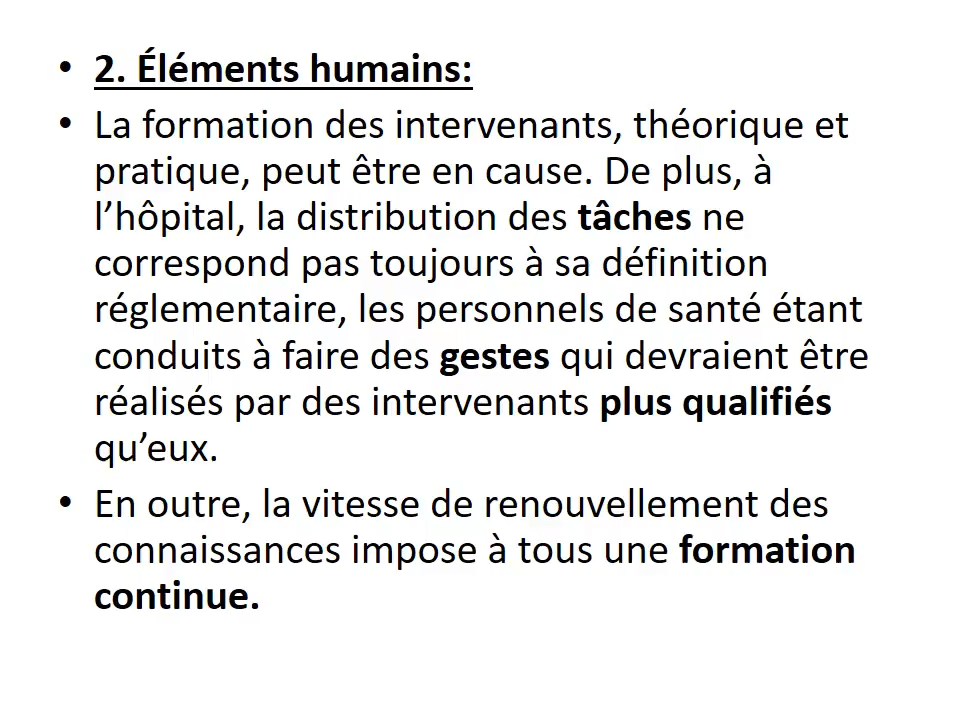 • 2. Éléments humains:
• La formation des intervenants, théorique et
pratique, peut être en cause. De plus, à
l’hôpital, la distribution des tâches ne
correspond pas toujours à sa définition
réglementaire, les personnels de santé étant
conduits à faire des gestes qui devraient être
réalisés par des intervenants plus qualifiés
qu’eux.
• En outre, la vitesse de renouvellement des
connaissances impose à tous une formation
continue.